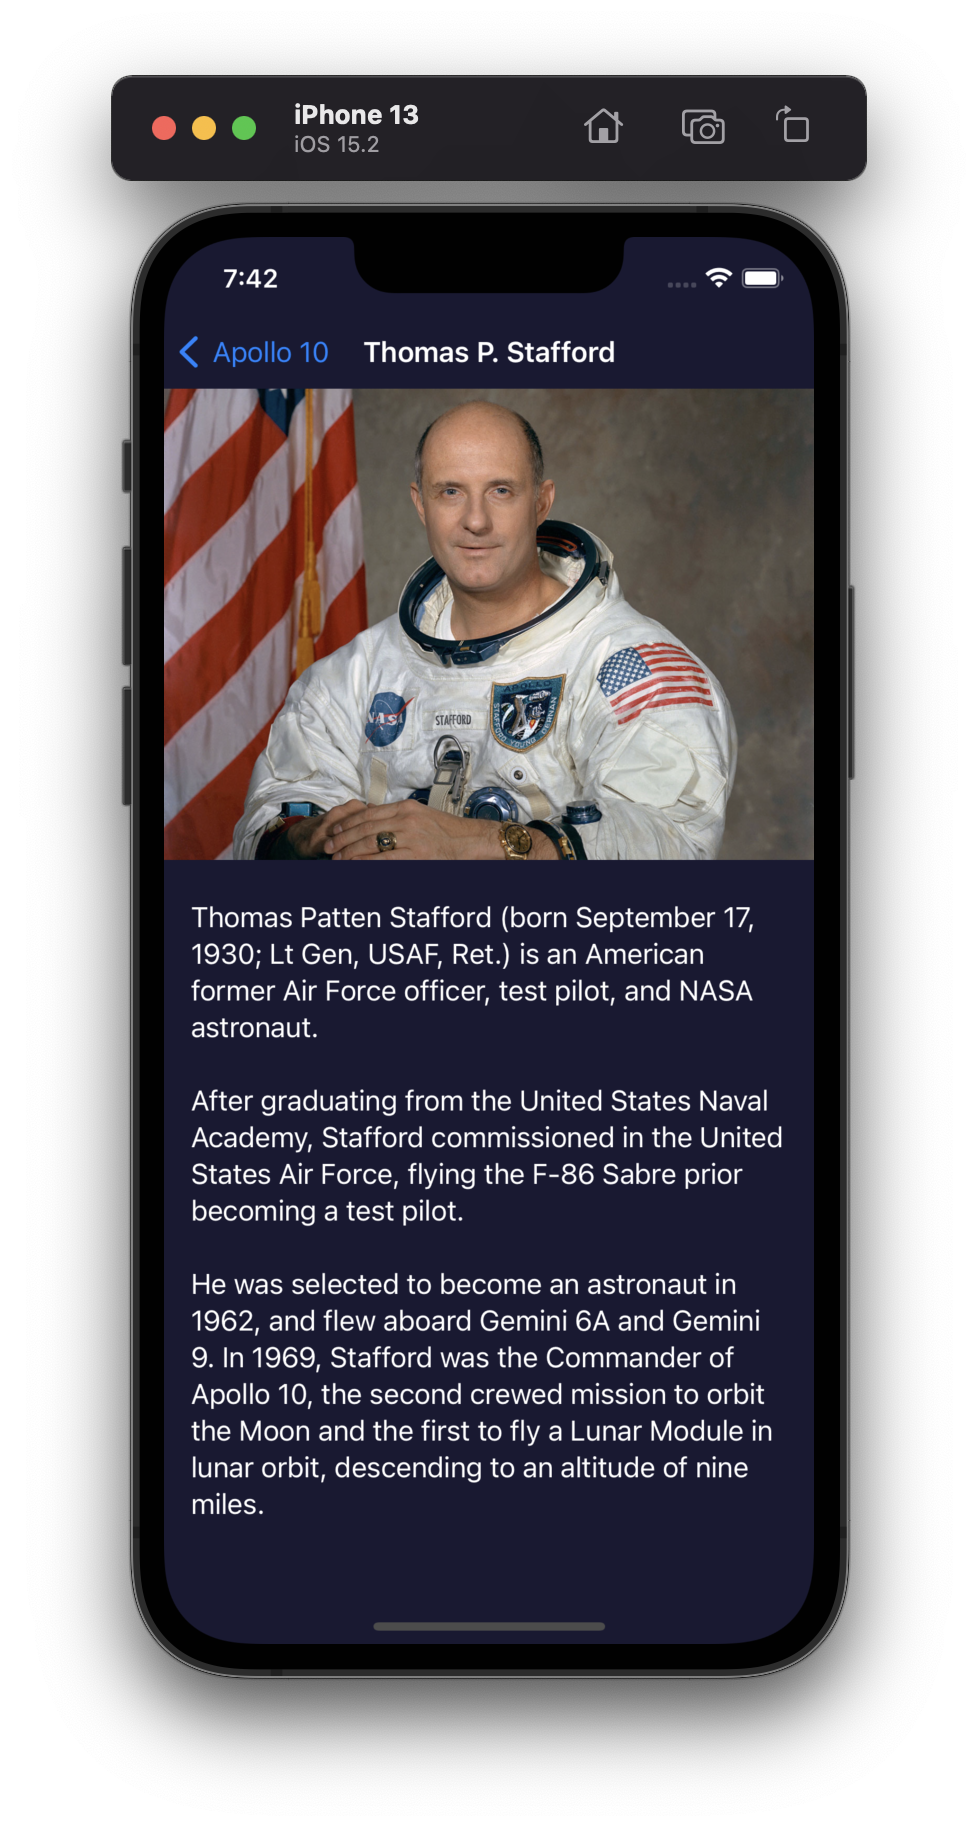 iPhone 13
iOS 15.2
7:42
Apollo 10
Thomas P. Stafford
NASA
STAFFORD
APOLLO
STAFFORD YOUNG CERNAN
Thomas Patten Stafford (born September 17,
1930; Lt Gen, USAF, Ret.) is an American
former Air Force officer, test pilot, and NASA
astronaut.
After graduating from the United States Naval
Academy, Stafford commissioned in the United
States Air Force, flying the F-86 Sabre prior
becoming a test pilot.
He was selected to become an astronaut in
1962, and flew aboard Gemini 6A and Gemini
9. In 1969, Stafford was the Commander of
Apollo 10, the second crewed mission to orbit
the Moon and the first to fly a Lunar Module in
lunar orbit, descending to an altitude of nine
miles.